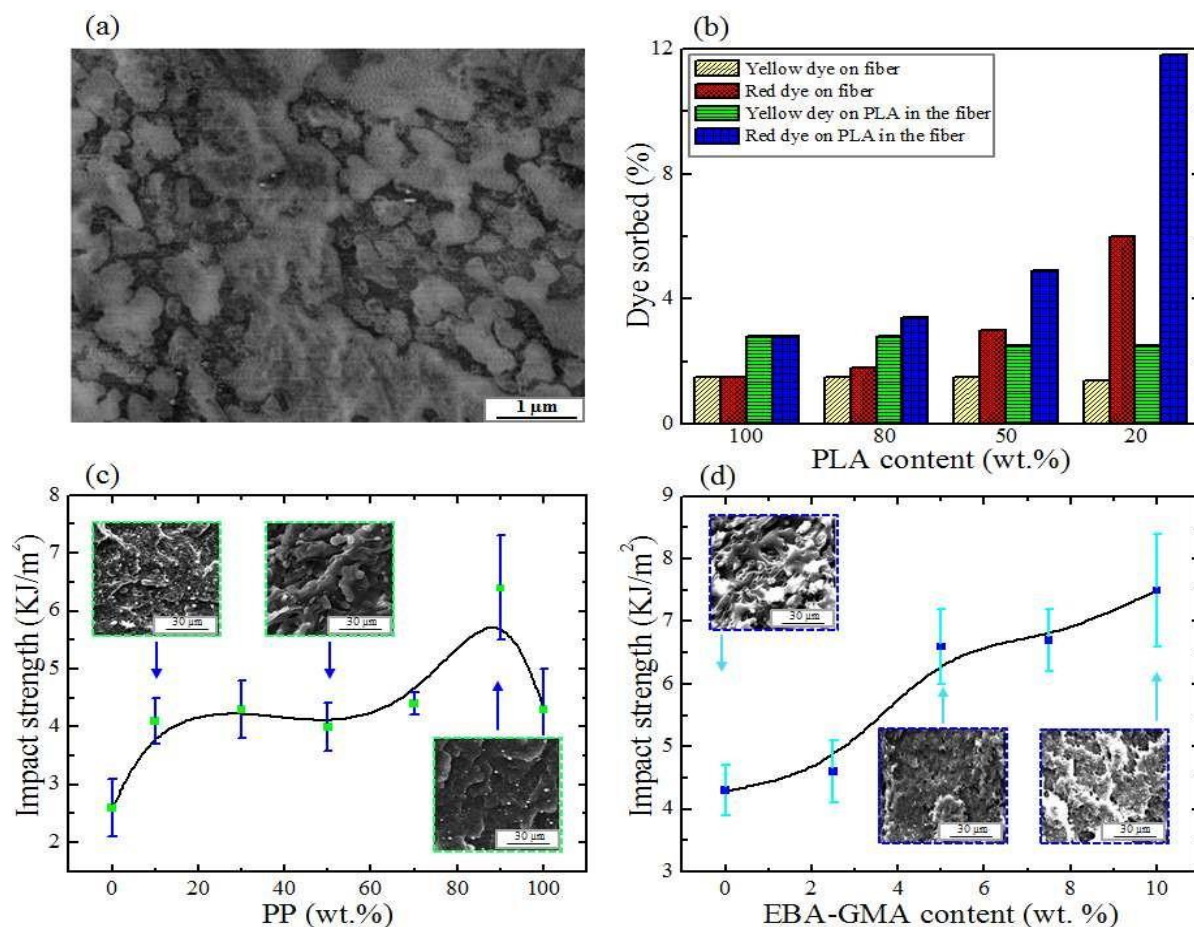 (a)
1 µm
(b)
Dye sorbed (%)
12
8
4
0
Yellow dye on fiber
Red dye on fiber
Yellow dey on PLA in the fiber
Red dye on PLA in the fiber
100 80 50 20
PLA content (wt.%)
(c)
Impact strength (KJ/m²)
8
7
6
5
4
3
2
30 µm
30 µm
30 µm
0 20 40 60 80 100
PP (wt.%)
(d)
Impact strength (KJ/m²)
9
8
7
6
5
4
3
30 µm
30 µm
30 µm
0 2 4 6 8 10
EBA-GMA content (wt. %)